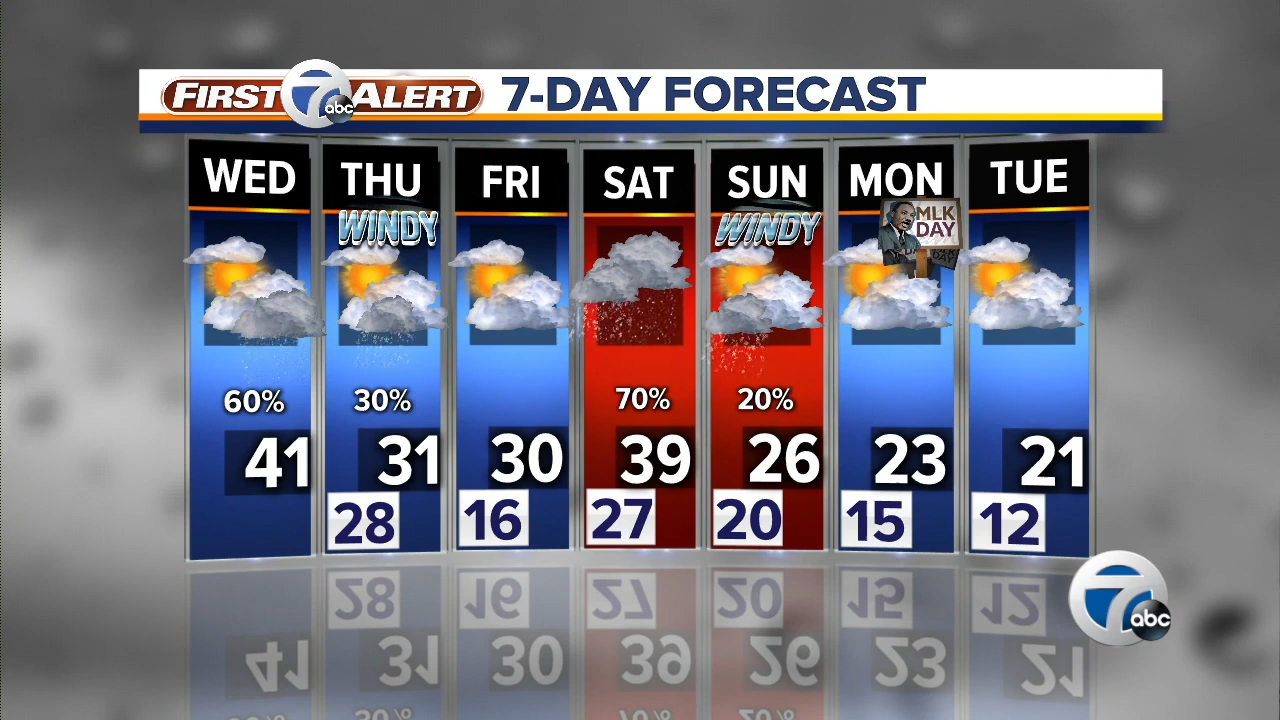 FIRST 7 abc ALERT 7-DAY FORECAST
WED THU FRI SAT SUN MON TUE
WINDY WINDY MLK DAY
60% 30% 70% 20%
41 31 30 39 26 23 21
28 16 27 20 15 12
7 abc